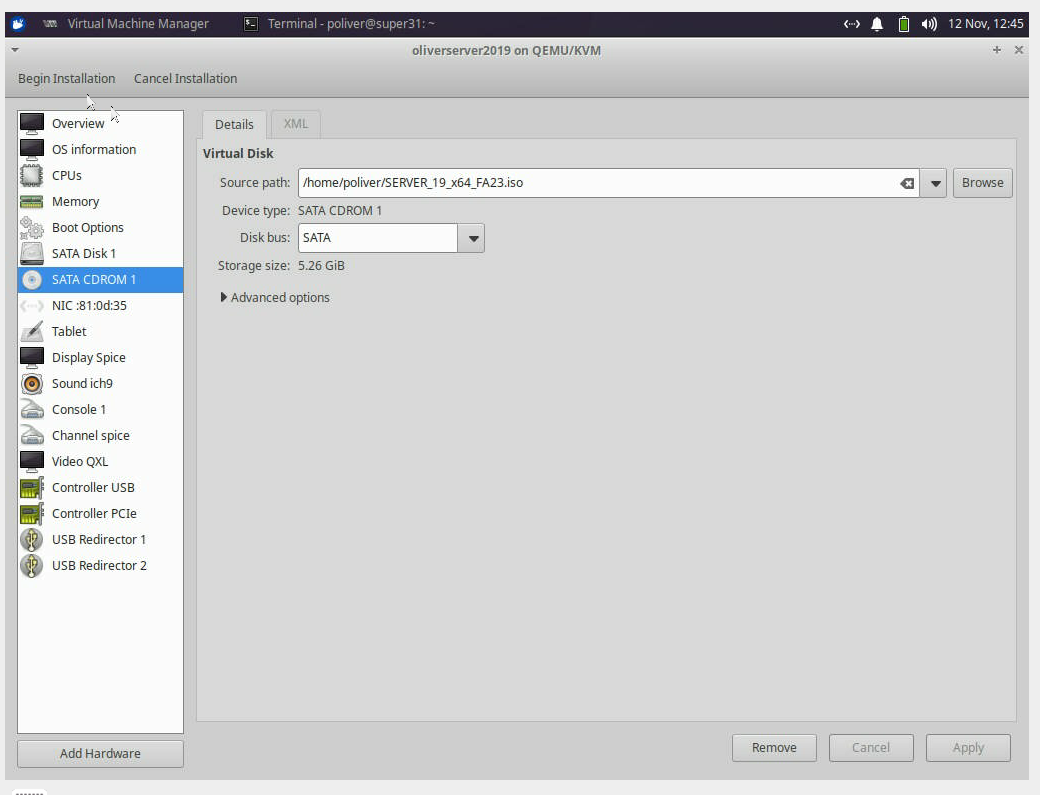 Virtual Machine Manager Terminal - poliver@super31: ~ 12 Nov, 12:45
oliverserver2019 on QEMU/KVM
Begin Installation Cancel Installation
Overview
OS information
CPUs
Memory
Boot Options
SATA Disk 1
SATA CDROM 1
NIC :81:0d:35
Tablet
Display Spice
Sound ich9
Console 1
Channel spice
Video QXL
Controller USB
Controller PCIe
USB Redirector 1
USB Redirector 2
Add Hardware
Details XML
Virtual Disk
Source path: /home/poliver/SERVER_19_x64_FA23.iso Browse
Device type: SATA CDROM 1
Disk bus: SATA
Storage size: 5.26 GiB
Advanced options
Remove Cancel Apply